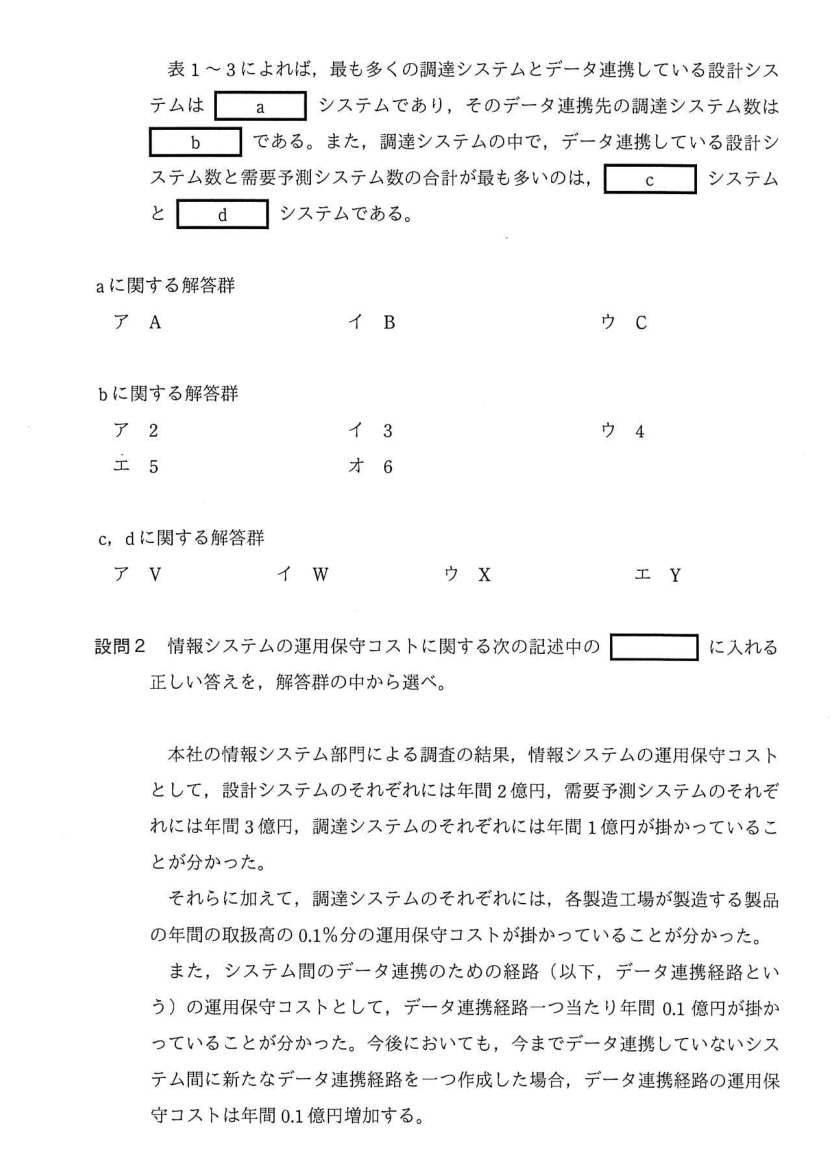 表 1 ～ 3 によれば，最も多くの調達システムとデータ連携している設計シス
テムは a システムであり，そのデータ連携先の調達システム数は
b である。また，調達システムの中で，データ連携している設計シ
ステム数と需要予測システム数の合計が最も多いのは， c システム
と d システムである。
a に関する解答群
ア A イ B ウ C
b に関する解答群
ア 2 イ 3 ウ 4
エ 5 オ 6
c，d に関する解答群
ア V イ W ウ X エ Y
設問２ 情報システムの運用保守コストに関する次の記述中の に入れる
正しい答えを，解答群の中から選べ。
本社の情報システム部門による調査の結果，情報システムの運用保守コスト
として，設計システムのそれぞれには年間 2 億円，需要予測システムのそれぞ
れには年間 3 億円，調達システムのそれぞれには年間 1 億円が掛かっているこ
とが分かった。
それらに加えて，調達システムのそれぞれには，各製造工場が製造する製品
の年間の取扱高の 0.1％分の運用保守コストが掛かっていることが分かった。
また，システム間のデータ連携のための経路（以下，データ連携経路とい
う）の運用保守コストとして，データ連携経路一つ当たり年間 0.1 億円が掛か
っていることが分かった。今後においても，今までデータ連携していないシス
テム間に新たなデータ連携経路を一つ作成した場合，データ連携経路の運用保
守コストは年間 0.1 億円増加する。